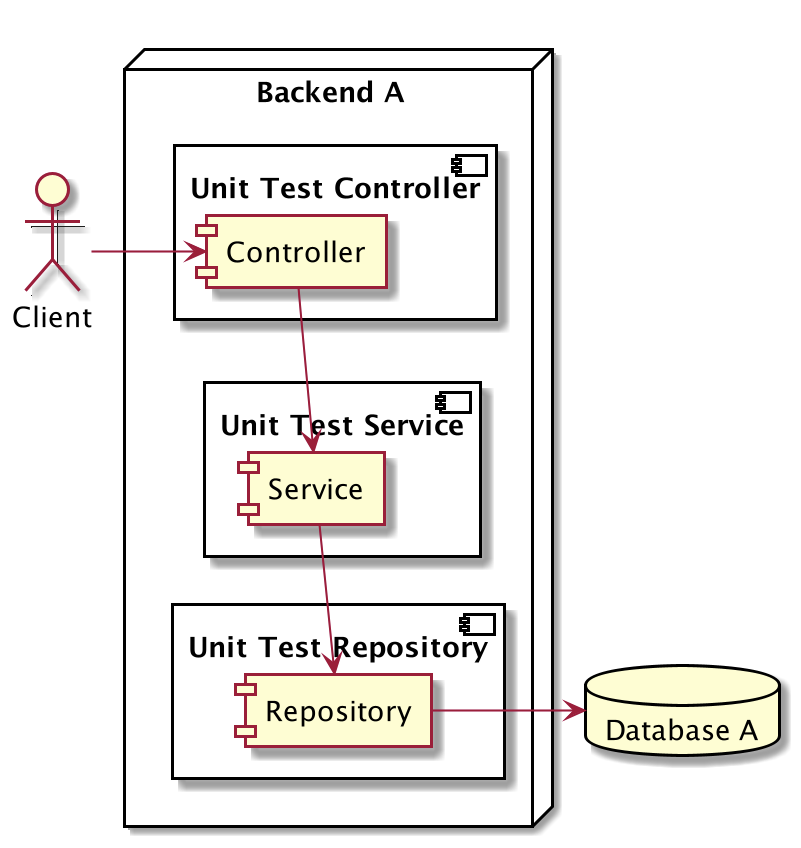 Backend A
Unit Test Controller
Controller
Client
Unit Test Service
Service
Unit Test Repository
Repository
Database A